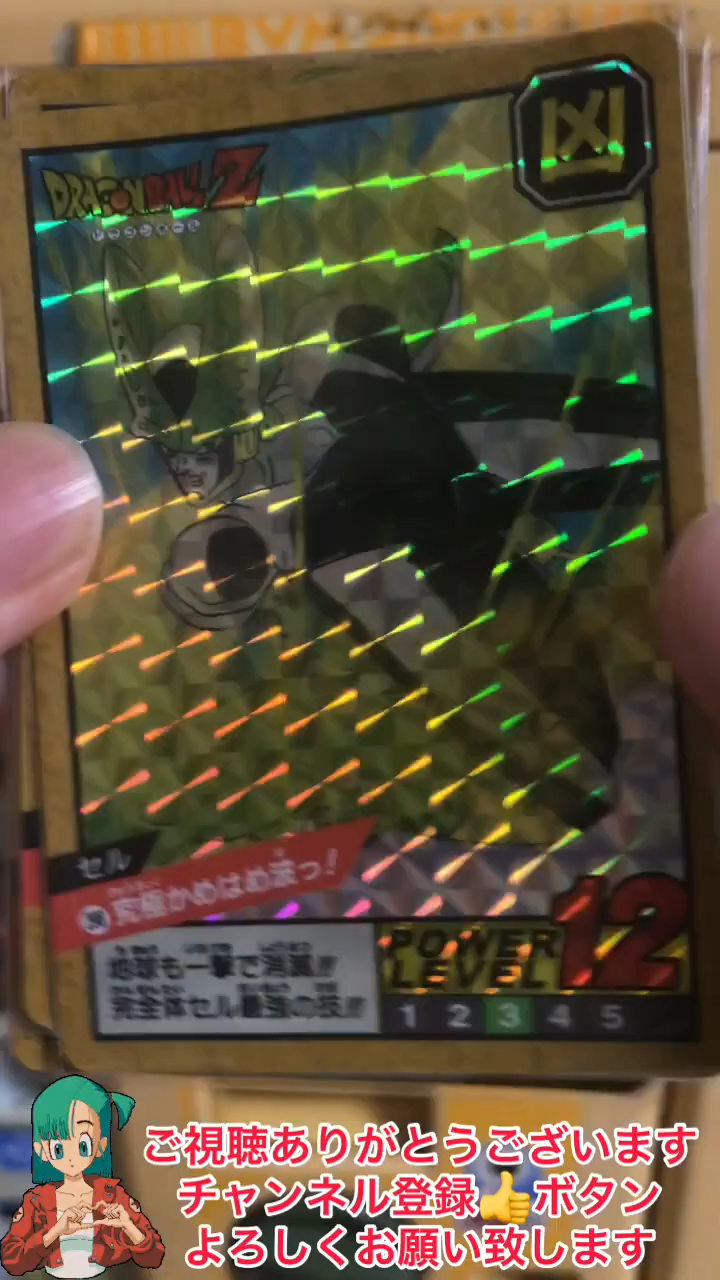 凶
DRAGONBALL Z
ドラゴンボール
セル
究極かめはめ波っ!
地球も一撃で消滅!!
完全体セル最強の技!!
POWER
LEVEL
12
1 2 3 4 5
ご視聴ありがとうございます
チャンネル登録👍ボタン
よろしくお願い致します